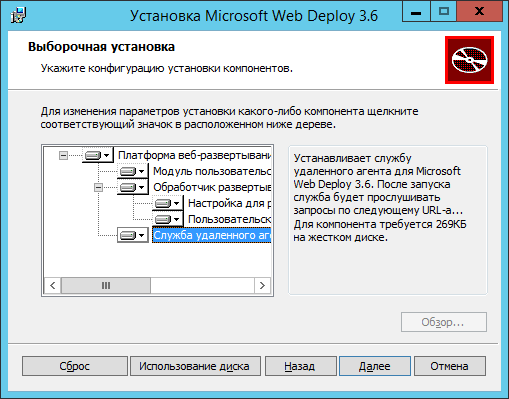 Установка Microsoft Web Deploy 3.6
Выборочная установка
Укажите конфигурацию установки компонентов.
Для изменения параметров установки какого-либо компонента щелкните
соответствующий значок в расположенном ниже дереве.
Платформа веб-развертывани
Модуль пользовательс
Обработчик развертыв
Настройка для р
Пользовательск
Служба удаленного аге
Устанавливает службу
удаленного агента для Microsoft
Web Deploy 3.6. После запуска
служба будет прослушивать
запросы по следующему URL-а...
Для компонента требуется 269КБ
на жестком диске.
Обзор...
Сброс
Использование диска
Назад
Далее
Отмена